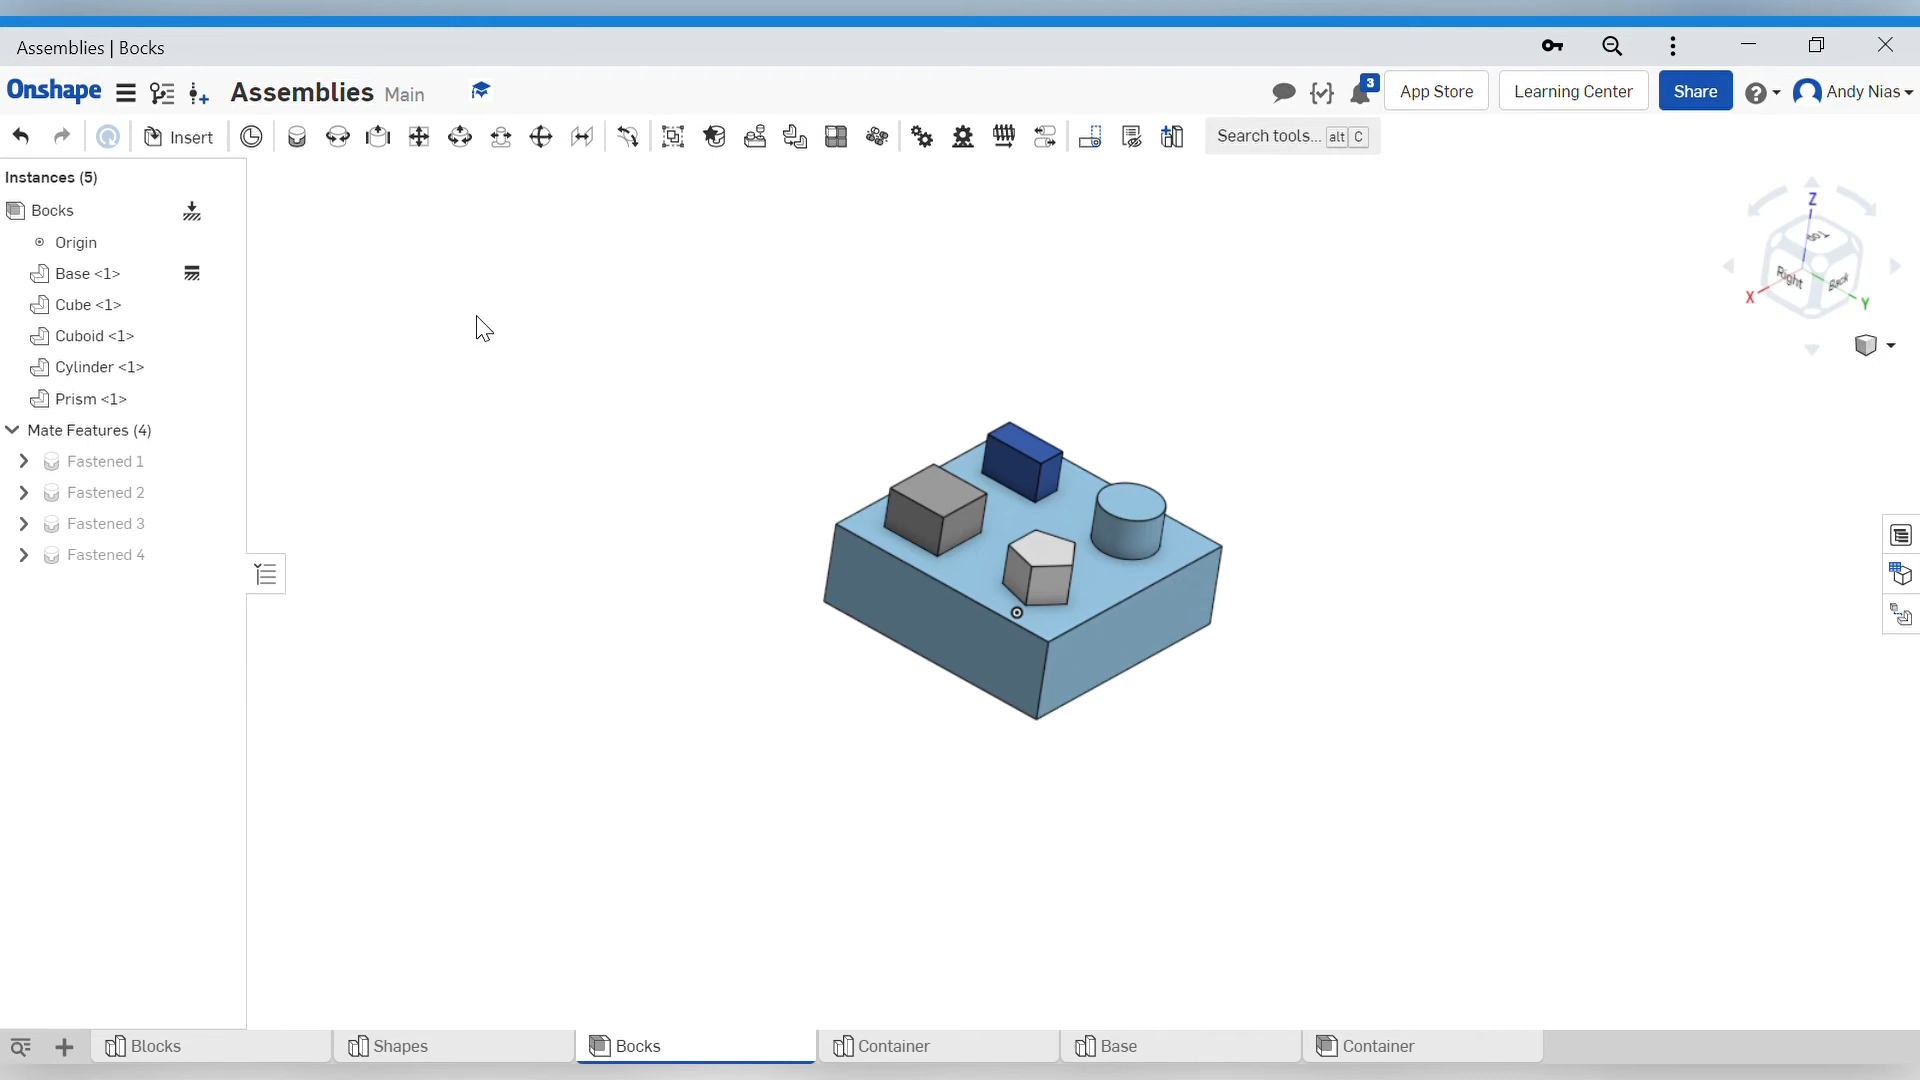 Assemblies | Bocks
Onshape Assemblies Main 3 App Store Learning Center Share Andy Nias
Insert Search tools... alt C
Instances (5)
Bocks
Origin
Base <1>
Cube <1>
Cuboid <1>
Cylinder <1>
Prism <1>
Mate Features (4)
Fastened 1
Fastened 2
Fastened 3
Fastened 4
Z
Top
Right
Back
X
Y
Blocks Shapes Bocks Container Base Container